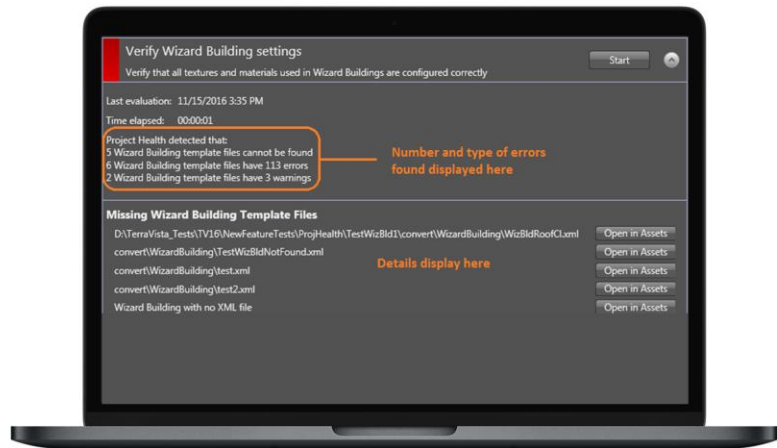 Verify Wizard Building settings
Verify that all textures and materials used in Wizard Buildings are configured correctly
Start
Last evaluation: 11/15/2016 3:35 PM
Time elapsed: 00:00:01
Project Health detected that:
5 Wizard Building template files cannot be found
6 Wizard Building template files have 113 errors
2 Wizard Building template files have 3 warnings
Number and type of errors
found displayed here
Missing Wizard Building Template Files
D:\TerraVista_Tests\TV16\NewFeatureTests\ProjHealth\TestWizBld1\convert\WizardBuilding\WizBldRoofCl.xml Open in Assets
convert\WizardBuilding\TestWizBldNotFound.xml Open in Assets
Details display here
convert\WizardBuilding\test.xml Open in Assets
convert\WizardBuilding\test2.xml Open in Assets
Wizard Building with no XML file Open in Assets